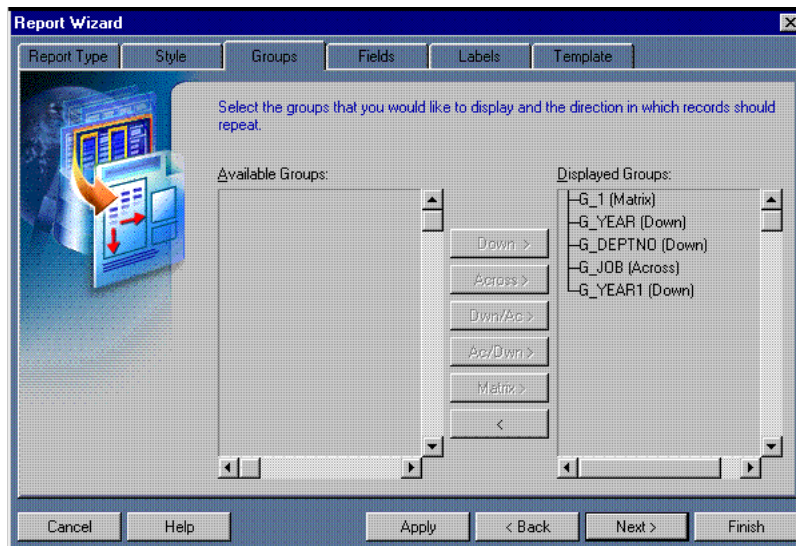 Report Wizard
Report Type
Style
Groups
Fields
Labels
Template
Select the groups that you would like to display and the direction in which records should
repeat.
Available Groups:
Displayed Groups:
G_1 (Matrix)
G_YEAR (Down)
G_DEPTNO (Down)
G_JOB (Across)
G_YEAR1 (Down)
Down >
Across >
Dwn/Ac >
Ac/Dwn >
Matrix >
<
Cancel
Help
Apply
< Back
Next >
Finish